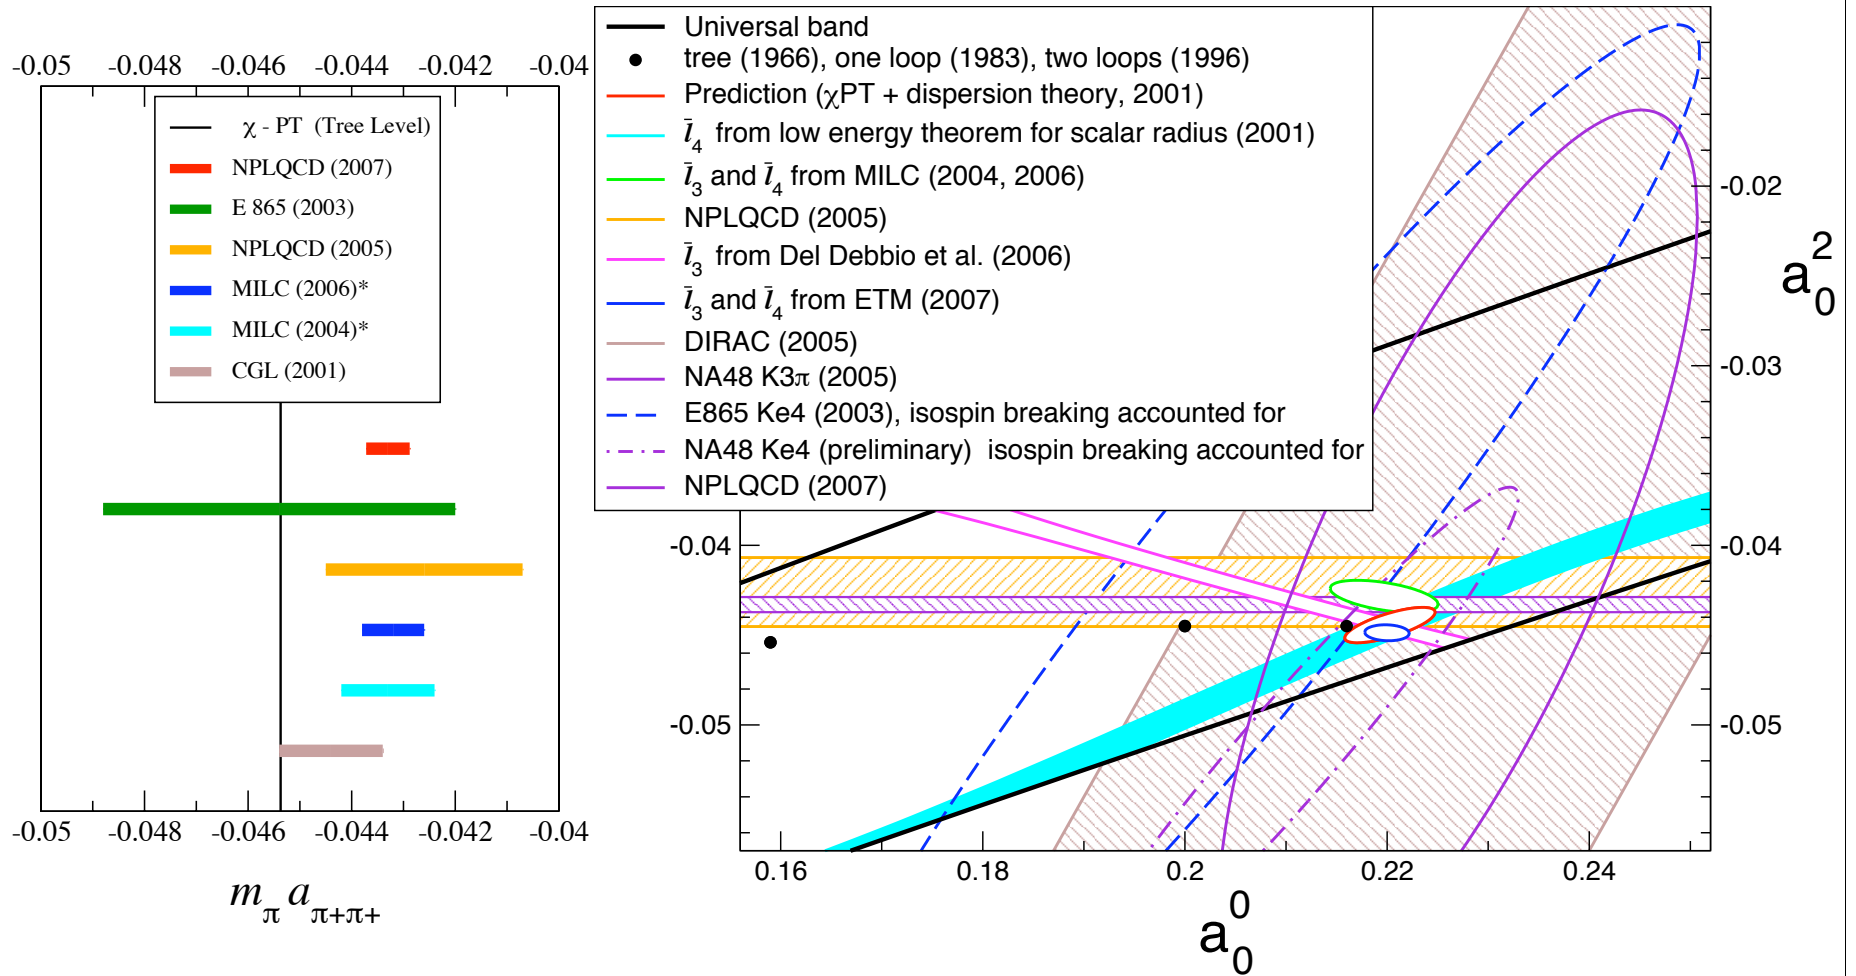 -0.05 -0.048 -0.046 -0.044 -0.042 -0.04
χ - PT (Tree Level)
NPLQCD (2007)
E 865 (2003)
NPLQCD (2005)
MILC (2006)*
MILC (2004)*
CGL (2001)
-0.05 -0.048 -0.046 -0.044 -0.042 -0.04
m_π a_π+π+
Universal band
tree (1966), one loop (1983), two loops (1996)
Prediction (χPT + dispersion theory, 2001)
l̄_4 from low energy theorem for scalar radius (2001)
l̄_3 and l̄_4 from MILC (2004, 2006)
NPLQCD (2005)
l̄_3 from Del Debbio et al. (2006)
l̄_3 and l̄_4 from ETM (2007)
DIRAC (2005)
NA48 K3π (2005)
E865 Ke4 (2003), isospin breaking accounted for
NA48 Ke4 (preliminary) isospin breaking accounted for
NPLQCD (2007)
-0.02
a_0^2
-0.03
-0.04 -0.04
-0.05 -0.05
0.16 0.18 0.2 0.22 0.24
a_0^0